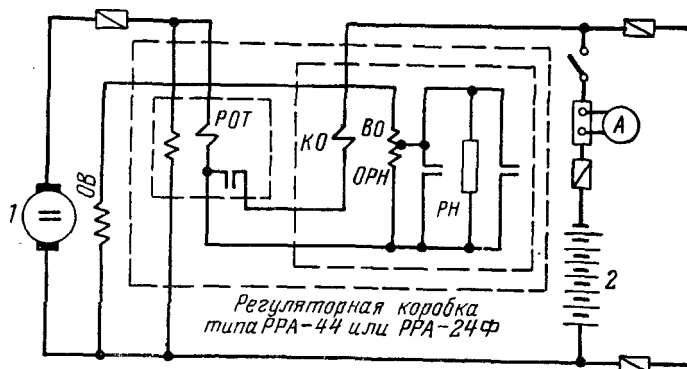 РОТ
КО
ВО
ОРН
РН
А
ОВ
1
2
Регуляторная коробка
типа РРА-44 или РРА-24Ф